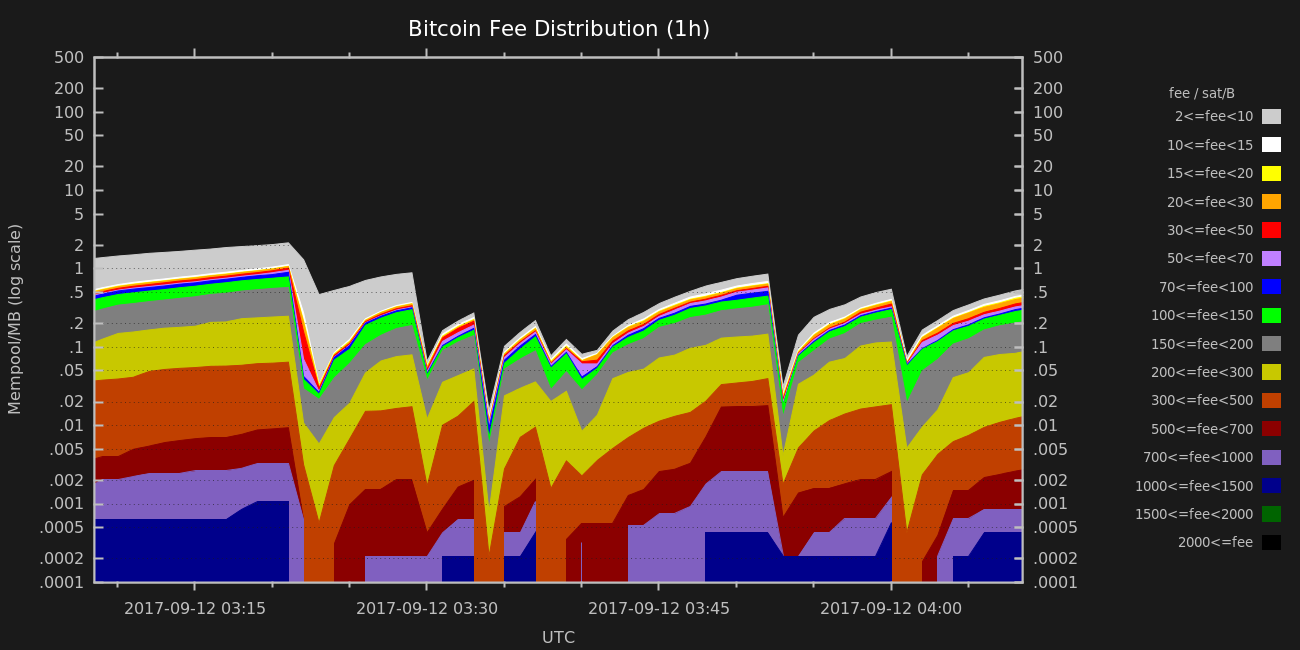 Bitcoin Fee Distribution (1h)
500
200
100
50
20
10
5
2
1
.5
.2
.1
.05
.02
.01
.005
.002
.001
.0005
.0002
.0001
Mempool/MB (log scale)
500
200
100
50
20
10
5
2
1
.5
.2
.1
.05
.02
.01
.005
.002
.001
.0005
.0002
.0001
2017-09-12 03:15
2017-09-12 03:30
2017-09-12 03:45
2017-09-12 04:00
UTC
fee / sat/B
2<=fee<10
10<=fee<15
15<=fee<20
20<=fee<30
30<=fee<50
50<=fee<70
70<=fee<100
100<=fee<150
150<=fee<200
200<=fee<300
300<=fee<500
500<=fee<700
700<=fee<1000
1000<=fee<1500
1500<=fee<2000
2000<=fee